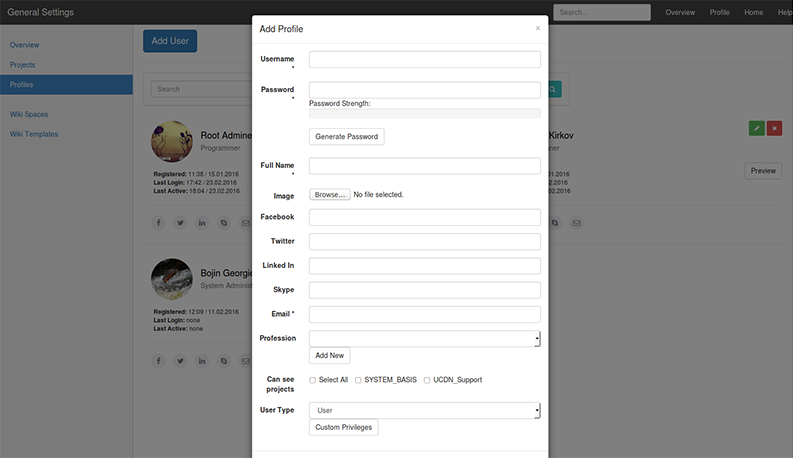 General Settings
Search...
Overview
Profile
Home
Help
Overview
Projects
Profiles
Wiki Spaces
Wiki Templates
Add User
Search
Root Admine
Programmer
Registered: 11:38 / 15.01.2016
Last Login: 17:42 / 23.02.2016
Last Active: 18:04 / 23.02.2016
Bojin Georgie
System Adminis
Registered: 12:09 / 11.02.2016
Last Login: none
Last Active: none
Add Profile
×
Username
*
Password
*
Password Strength:
Generate Password
Full Name
*
Image
Browse...
No file selected.
Facebook
Twitter
Linked In
Skype
Email *
Profession
Add New
Can see
projects
Select All
SYSTEM_BASIS
UCDN_Support
User Type
User
Custom Privileges
Kirkov
gner
.01.2016
02.2016
.02.2016
Preview